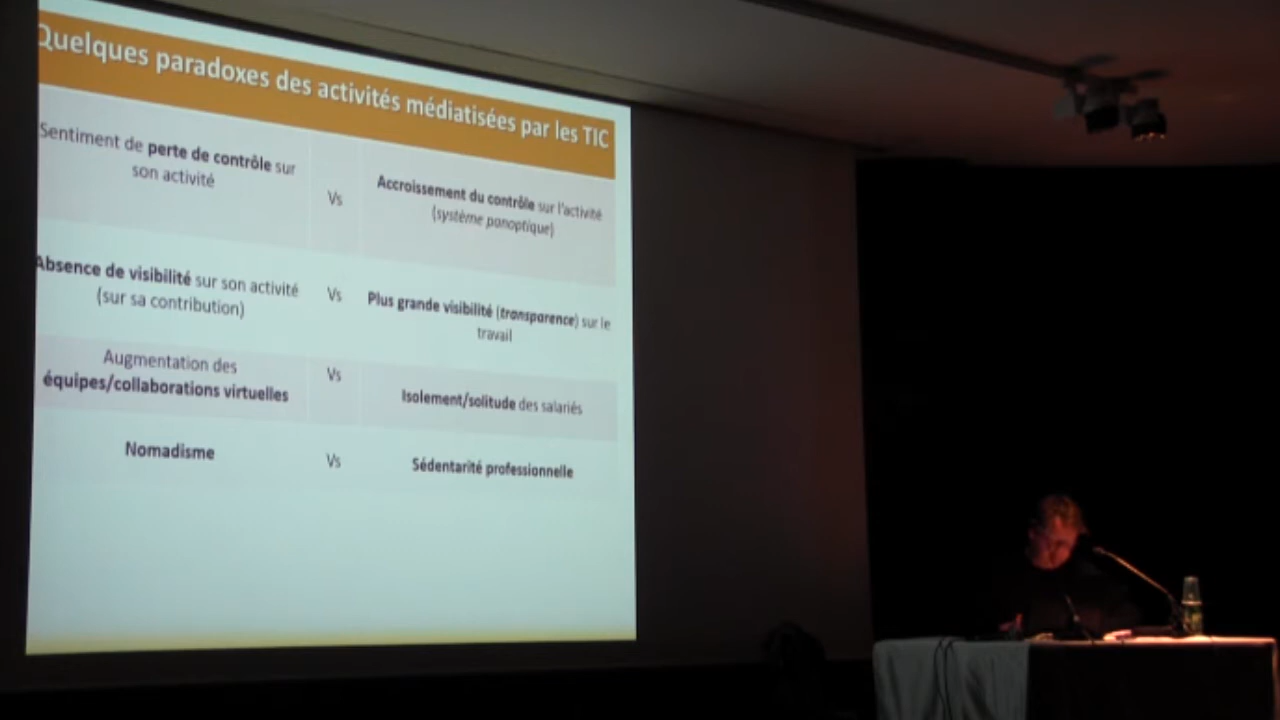 Quelques paradoxes des activités médiatisées par les TIC
Sentiment de perte de contrôle sur
son activité
Vs
Accroissement du contrôle sur l'activité
(système panoptique)
Absence de visibilité sur son activité
(sur sa contribution)
Vs
Plus grande visibilité (transparence) sur le
travail
Augmentation des
équipes/collaborations virtuelles
Vs
Isolement/solitude des salariés
Nomadisme
Vs
Sédentarité professionnelle